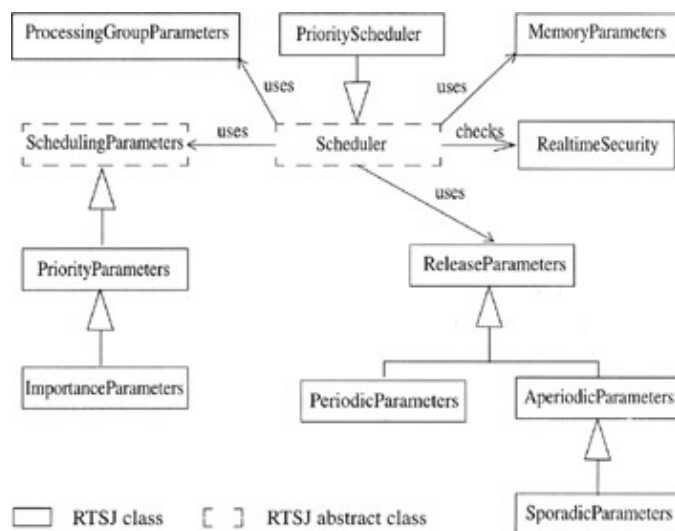 ProcessingGroupParameters
PriorityScheduler
MemoryParameters
uses
uses
SchedulingParameters
uses
Scheduler
checks
RealtimeSecurity
uses
PriorityParameters
ReleaseParameters
ImportanceParameters
PeriodicParameters
AperiodicParameters
SporadicParameters
RTSJ class
RTSJ abstract class